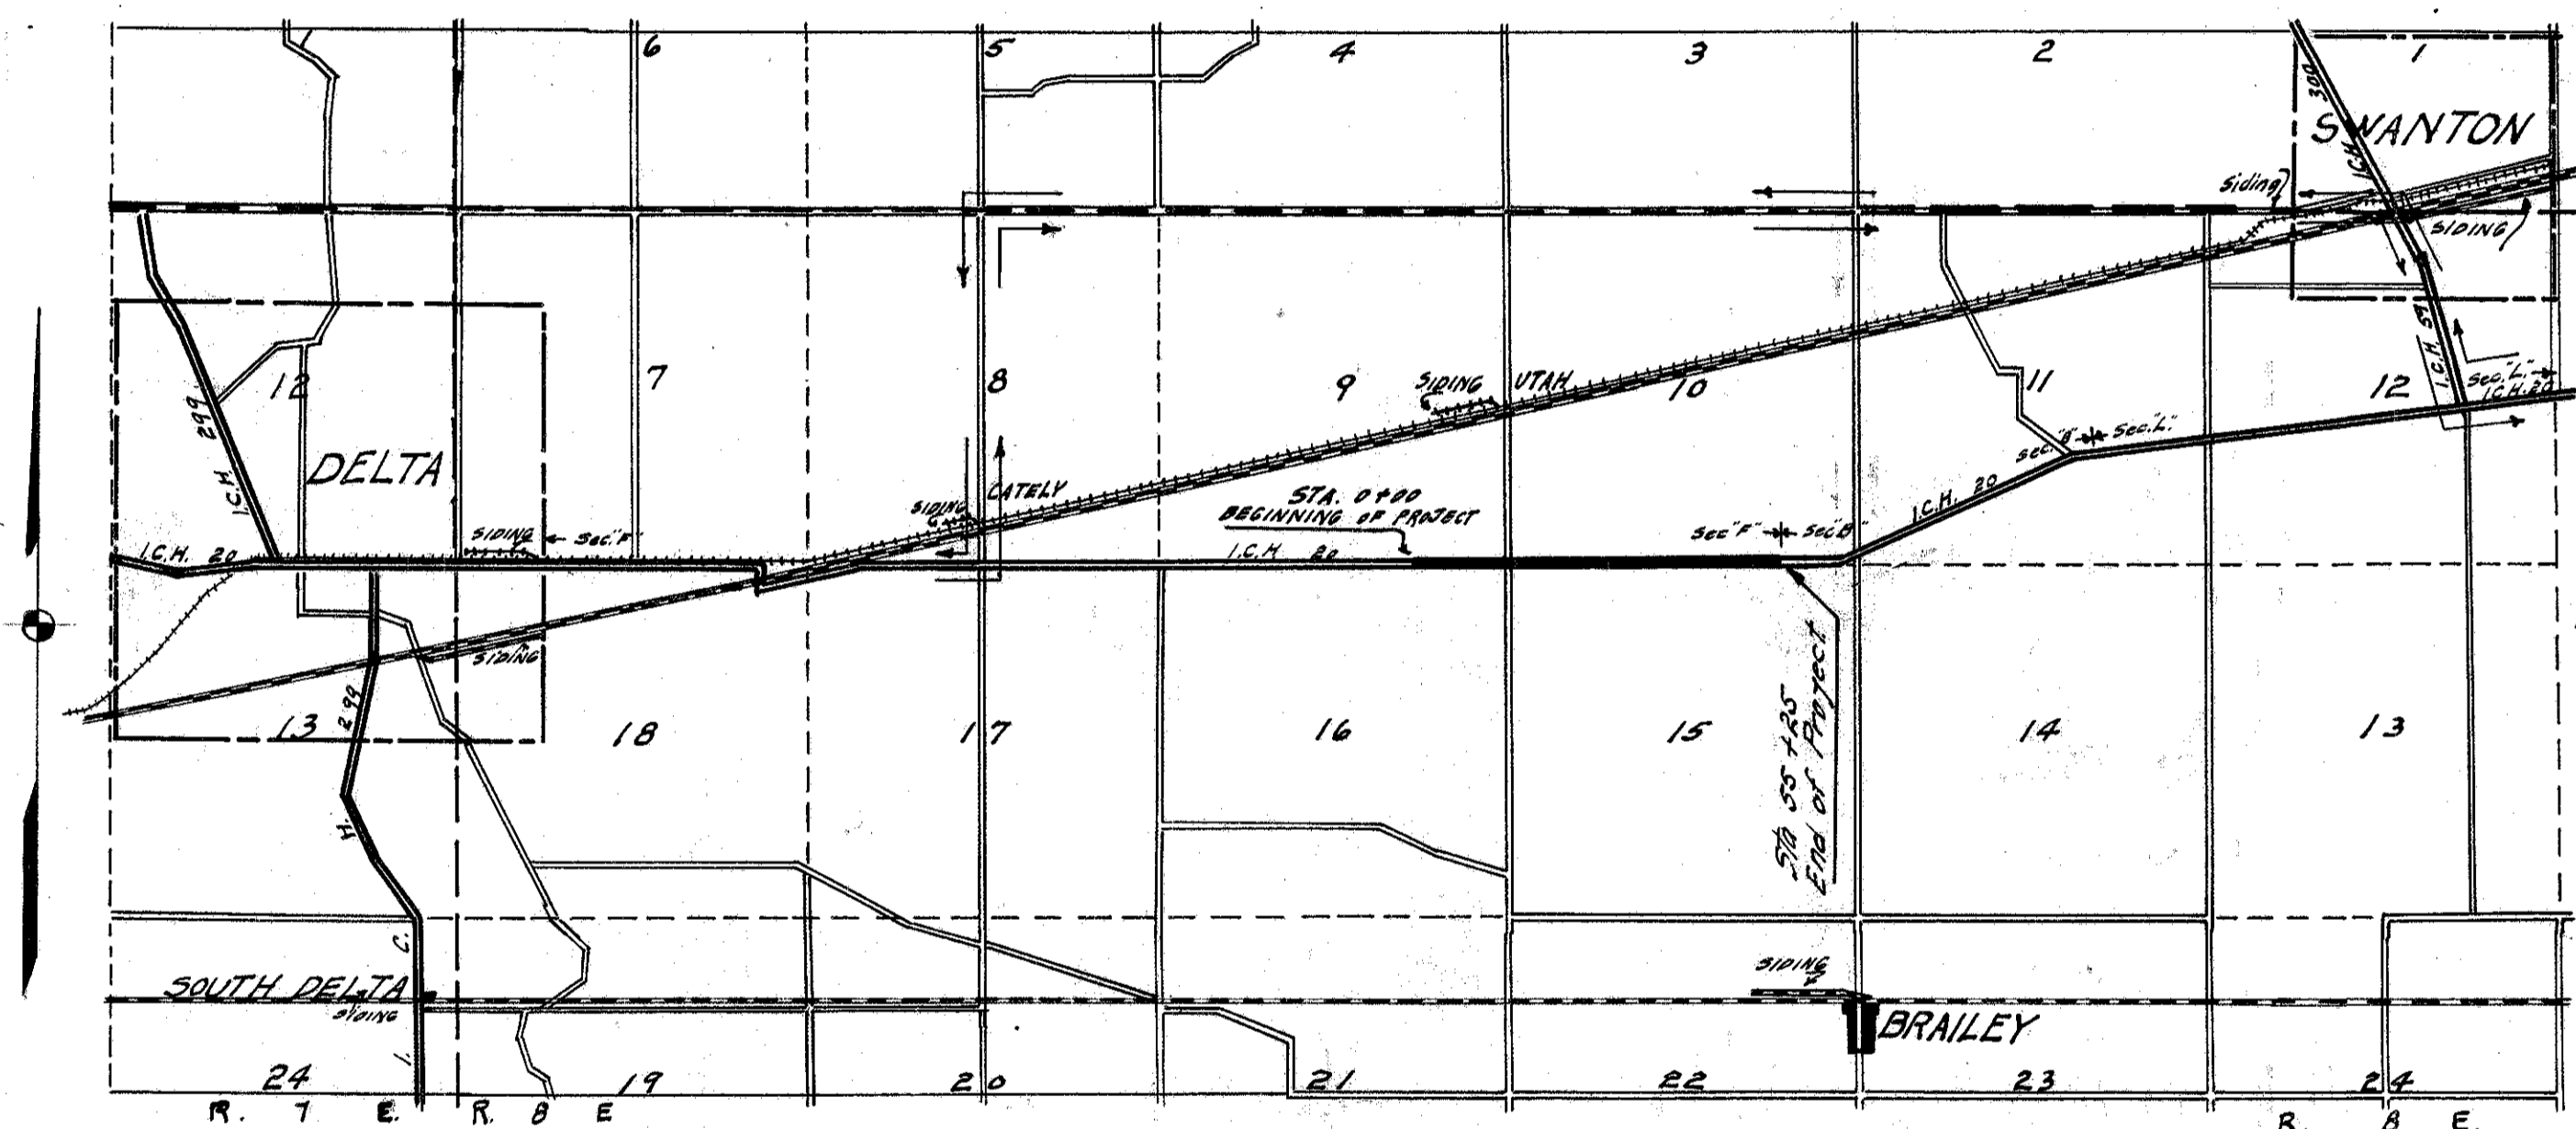 6
5
4
3
2
1
300
I.C.H.
SWANTON
Siding
SIDING
I.C.H. 59
12
7
8
9
SIDING
UTAH
10
11
12
Sec. "L."
I.C.H. 20
299
I.C.H.
DELTA
SIDING
CATELY
STA. 0+00
BEGINNING OF PROJECT
Sec. "B"
Sec. "L."
I.C.H. 20
I.C.H. 20
SIDING
Sec. "F"
I.C.H. 20
Sec "F"
Sec. "B"
SIDING
299
13
18
17
16
15
14
13
Sta 55+25
End of Project
H.
C.
I.
SOUTH DELTA
SIDING
SIDING
BRAILEY
24
19
20
21
22
23
24
R. 7 E.
R. 8 E
R. 8 E.